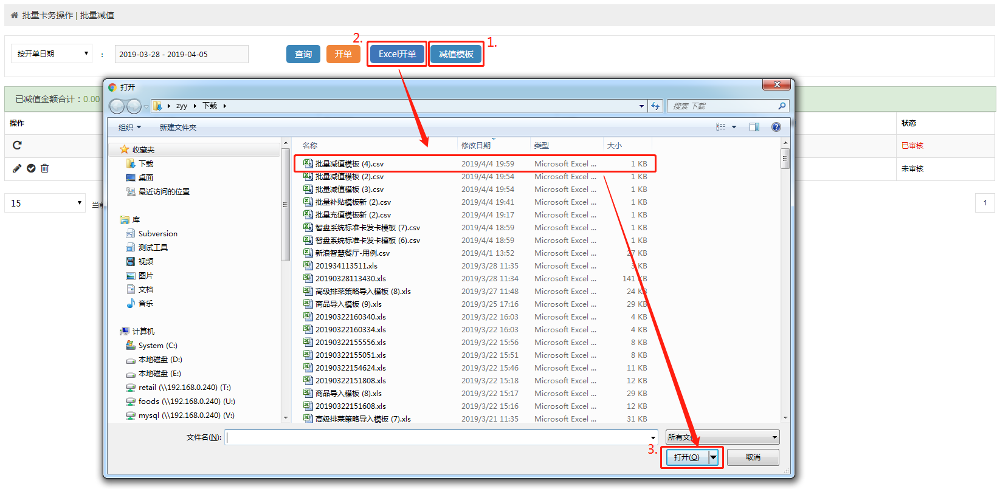 批量卡务操作 | 批量减值
2. 1.
按开单日期 : 2019-03-28 - 2019-04-05 查询 开单 Excel开单 减值模板
打开
已减值金额合计：0.00
zyy 下载 搜索 下载
操作 状态
组织 新建文件夹
已审核
未审核
15 当前
1
收藏夹
下载
桌面
最近访问的位置
库
Subversion
测试工具
视频
图片
文档
音乐
计算机
System (C:)
本地磁盘 (D:)
本地磁盘 (E:)
retail (\\192.168.0.240) (T:)
foods (\\192.168.0.240) (U:)
mysql (\\192.168.0.240) (V:)
名称 修改日期 类型 大小
批量减值模板 (4).csv 2019/4/4 19:59 Microsoft Excel ... 1 KB
批量减值模板 (2).csv 2019/4/4 19:54 Microsoft Excel ... 1 KB
批量减值模板 (3).csv 2019/4/4 19:54 Microsoft Excel ... 1 KB
批量补贴模板新 (2).csv 2019/4/4 19:41 Microsoft Excel ... 1 KB
批量充值模板新 (2).csv 2019/4/4 19:17 Microsoft Excel ... 1 KB
智盘系统标准卡发卡模板 (7).csv 2019/4/4 18:59 Microsoft Excel ... 1 KB
智盘系统标准卡发卡模板 (6).csv 2019/4/4 18:59 Microsoft Excel ... 1 KB
新浪智慧餐厅-用例.csv 2019/4/1 13:52 Microsoft Excel ... 27 KB
201934113511.xls 2019/3/28 11:35 Microsoft Excel ... 3 KB
20190328113430.xls 2019/3/28 11:34 Microsoft Excel ... 141 KB
高级排菜策略导入模板 (8).xls 2019/3/27 11:48 Microsoft Excel ... 24 KB
商品导入模板 (9).xls 2019/3/25 17:16 Microsoft Excel ... 29 KB
20190322160340.xls 2019/3/22 16:03 Microsoft Excel ... 4 KB
20190322160334.xls 2019/3/22 16:03 Microsoft Excel ... 4 KB
20190322155556.xls 2019/3/22 15:56 Microsoft Excel ... 8 KB
20190322155051.xls 2019/3/22 15:51 Microsoft Excel ... 8 KB
20190322154624.xls 2019/3/22 15:46 Microsoft Excel ... 11 KB
20190322151808.xls 2019/3/22 15:18 Microsoft Excel ... 12 KB
商品导入模板 (8).xls 2019/3/22 15:17 Microsoft Excel ... 29 KB
20190322151608.xls 2019/3/22 15:16 Microsoft Excel ... 12 KB
高级排菜策略导入模板 (7).xls 2019/3/21 11:35 Microsoft Excel ... 31 KB
文件名(N): 所有文件
3. 打开(O) 取消